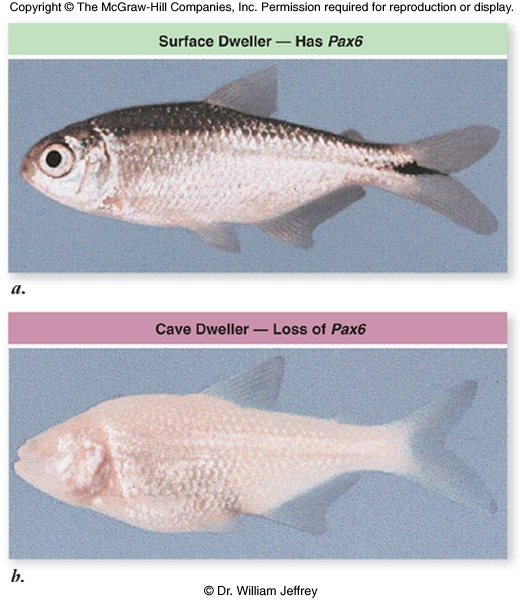 Copyright © The McGraw-Hill Companies, Inc. Permission required for reproduction or display.
Surface Dweller — Has Pax6
a.
Cave Dweller — Loss of Pax6
b.
© Dr. William Jeffrey